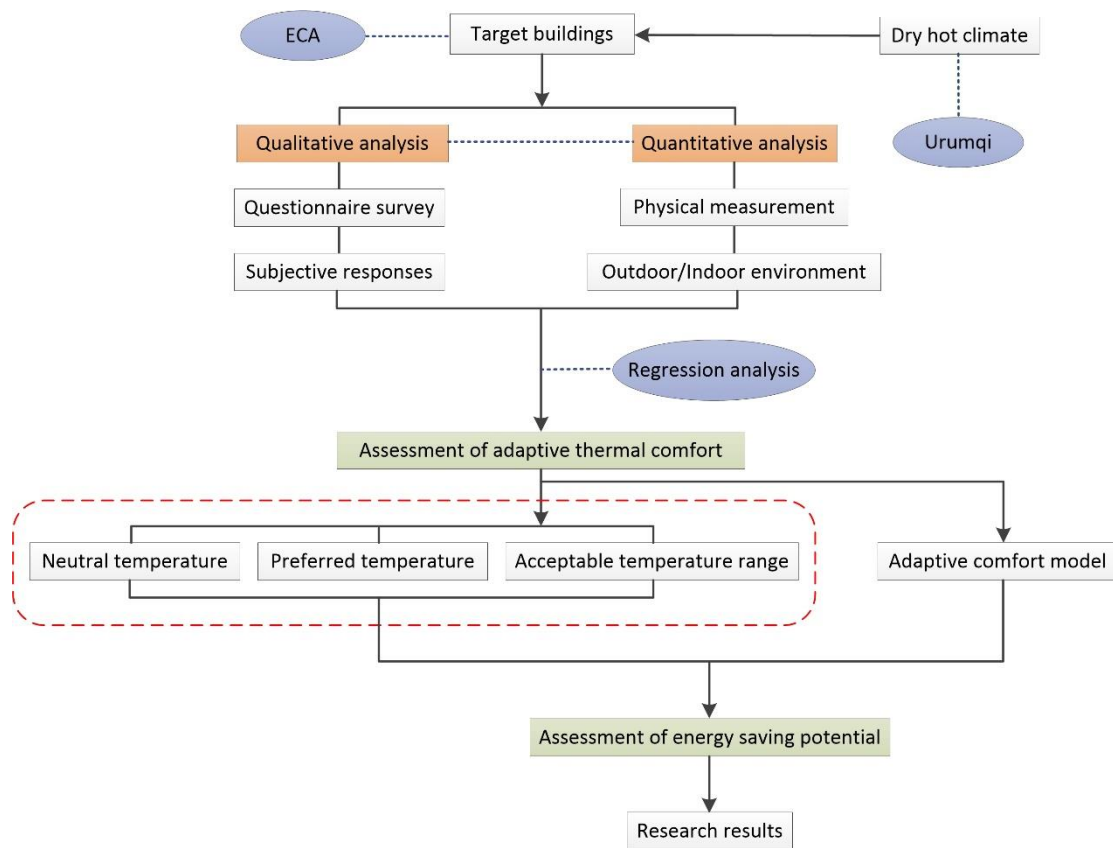 ECA
Target buildings
Dry hot climate
Qualitative analysis
Quantitative analysis
Urumqi
Questionnaire survey
Physical measurement
Subjective responses
Outdoor/Indoor environment
Regression analysis
Assessment of adaptive thermal comfort
Neutral temperature
Preferred temperature
Acceptable temperature range
Adaptive comfort model
Assessment of energy saving potential
Research results